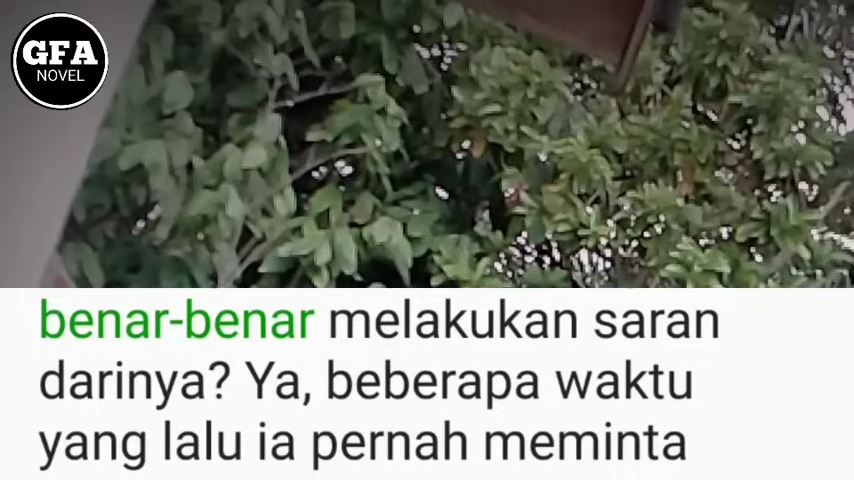 GFA
NOVEL
benar-benar melakukan saran
darinya? Ya, beberapa waktu
yang lalu ia pernah meminta